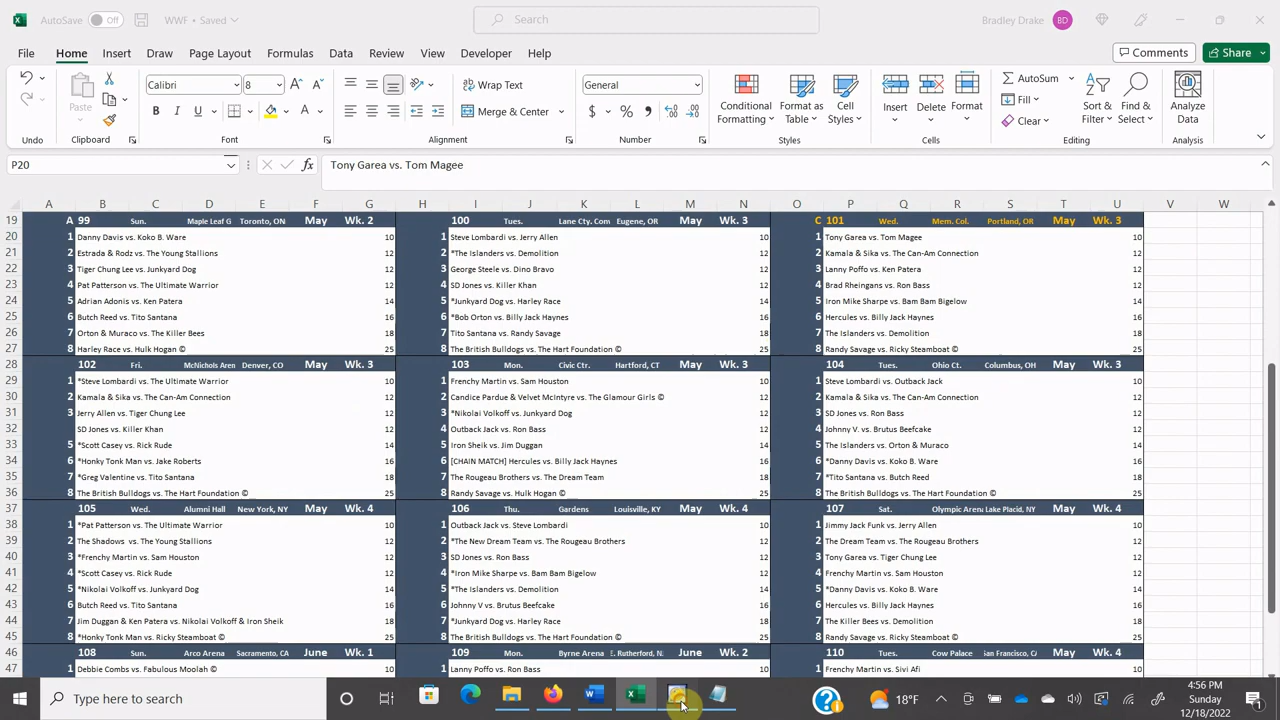 AutoSave Off WWF • Saved Search Bradley Drake BD
File Home Insert Draw Page Layout Formulas Data Review View Developer Help Comments Share
Calibri 8 Wrap Text General AutoSum
Paste Merge & Center Conditional Formatting Format as Table Cell Styles Insert Delete Format Fill Clear Sort & Filter Find & Select Analyze Data
Undo Clipboard Font Alignment Number Styles Cells Editing Analysis
P20 Tony Garea vs. Tom Magee
A B C D E F G H I J K L M N O P Q R S T U V W
19 A 99 Sun. Maple Leaf G Toronto, ON May Wk. 2 100 Tues. Lane Cty. Com Eugene, OR May Wk. 3 C 101 Wed. Mem. Col. Portland, OR May Wk. 3
20 1 Danny Davis vs. Koko B. Ware 10 1 Steve Lombardi vs. Jerry Allen 10 1 Tony Garea vs. Tom Magee 10
21 2 Estrada & Rodz vs. The Young Stallions 12 2 *The Islanders vs. Demolition 12 2 Kamala & Sika vs. The Can-Am Connection 12
22 3 Tiger Chung Lee vs. Junkyard Dog 12 3 George Steele vs. Dino Bravo 12 3 Lanny Poffo vs. Ken Patera 12
23 4 Pat Patterson vs. The Ultimate Warrior 12 4 SD Jones vs. Killer Khan 12 4 Brad Rheingans vs. Ron Bass 12
24 5 Adrian Adonis vs. Ken Patera 14 5 *Junkyard Dog vs. Harley Race 14 5 Iron Mike Sharpe vs. Bam Bam Bigelow 14
25 6 Butch Reed vs. Tito Santana 16 6 *Bob Orton vs. Billy Jack Haynes 16 6 Hercules vs. Billy Jack Haynes 16
26 7 Orton & Muraco vs. The Killer Bees 18 7 Tito Santana vs. Randy Savage 18 7 The Islanders vs. Demolition 18
27 8 Harley Race vs. Hulk Hogan © 25 8 The British Bulldogs vs. The Hart Foundation © 25 8 Randy Savage vs. Ricky Steamboat © 25
28 102 Fri. McNichols Aren Denver, CO May Wk. 3 103 Mon. Civic Ctr. Hartford, CT May Wk. 3 104 Tues. Ohio Ct. Columbus, OH May Wk. 3
29 1 *Steve Lombardi vs. The Ultimate Warrior 10 1 Frenchy Martin vs. Sam Houston 10 1 Steve Lombardi vs. Outback Jack 10
30 2 Kamala & Sika vs. The Can-Am Connection 12 2 Candice Pardue & Velvet McIntyre vs. The Glamour Girls © 12 2 Kamala & Sika vs. The Can-Am Connection 12
31 3 Jerry Allen vs. Tiger Chung Lee 12 3 *Nikolai Volkoff vs. Junkyard Dog 12 3 SD Jones vs. Ron Bass 12
32 4 SD Jones vs. Killer Khan 12 4 Outback Jack vs. Ron Bass 12 4 Johnny V. vs. Brutus Beefcake 12
33 5 *Scott Casey vs. Rick Rude 14 5 Iron Sheik vs. Jim Duggan 14 5 The Islanders vs. Orton & Muraco 14
34 6 *Honky Tonk Man vs. Jake Roberts 16 6 [CHAIN MATCH] Hercules vs. Billy Jack Haynes 16 6 *Danny Davis vs. Koko B. Ware 16
35 7 *Greg Valentine vs. Tito Santana 18 7 The Rougeau Brothers vs. The Dream Team 18 7 *Tito Santana vs. Butch Reed 18
36 8 The British Bulldogs vs. The Hart Foundation © 25 8 Randy Savage vs. Hulk Hogan © 25 8 The British Bulldogs vs. The Hart Foundation © 25
37 105 Wed. Alumni Hall New York, NY May Wk. 4 106 Thu. Gardens Louisville, KY May Wk. 4 107 Sat. Olympic Arena Lake Placid, NY May Wk. 4
38 1 *Pat Patterson vs. The Ultimate Warrior 10 1 Outback Jack vs. Steve Lombardi 10 1 Jimmy Jack Funk vs. Jerry Allen 10
39 2 The Shadows vs. The Young Stallions 12 2 *The New Dream Team vs. The Rougeau Brothers 12 2 The Dream Team vs. The Rougeau Brothers 12
40 3 *Frenchy Martin vs. Sam Houston 12 3 SD Jones vs. Ron Bass 12 3 Tony Garea vs. Tiger Chung Lee 12
41 4 *Scott Casey vs. Rick Rude 12 4 *Iron Mike Sharpe vs. Bam Bam Bigelow 12 4 Frenchy Martin vs. Sam Houston 12
42 5 *Nikolai Volkoff vs. Junkyard Dog 14 5 *The Islanders vs. Demolition 14 5 *Danny Davis vs. Koko B. Ware 14
43 6 Butch Reed vs. Tito Santana 16 6 Johnny V vs. Brutus Beefcake 16 6 Hercules vs. Billy Jack Haynes 16
44 7 Jim Duggan & Ken Patera vs. Nikolai Volkoff & Iron Sheik 18 7 *Junkyard Dog vs. Harley Race 18 7 The Killer Bees vs. Demolition 18
45 8 *Honky Tonk Man vs. Ricky Steamboat © 25 8 The British Bulldogs vs. The Hart Foundation © 25 8 Randy Savage vs. Ricky Steamboat © 25
46 108 Sun. Arco Arena Sacramento, CA June Wk. 1 109 Mon. Byrne Arena E. Rutherford, N. June Wk. 2 110 Tues. Cow Palace ian Francisco, C May Wk. 4
47 1 Debbie Combs vs. Fabulous Moolah © 10 1 Lanny Poffo vs. Ron Bass 10 1 Frenchy Martin vs. Sivi Afi 10
Type here to search 18°F 4:56 PM
Sunday
12/18/2022